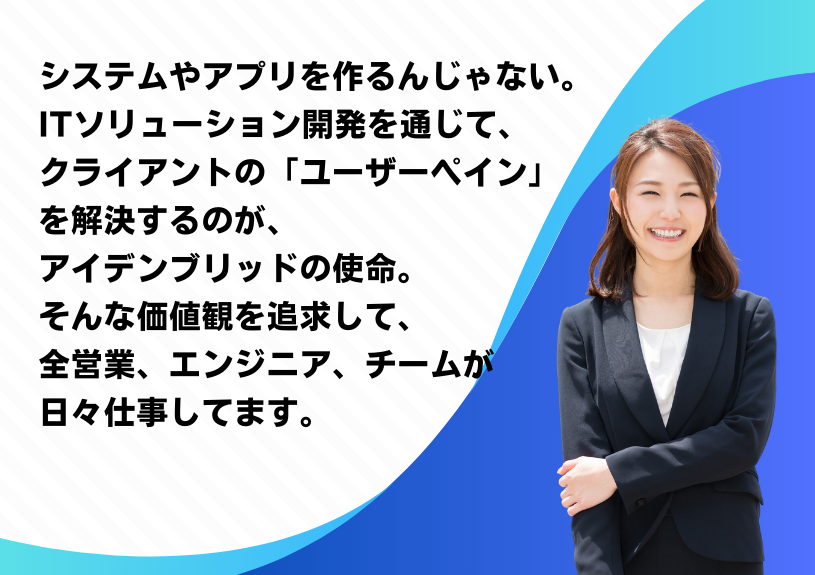 システムやアプリを作るんじゃない。
ITソリューション開発を通じて、
クライアントの「ユーザーペイン」
を解決するのが、
アイデンブリッドの使命。
そんな価値観を追求して、
全営業、エンジニア、チームが
日々仕事してます。